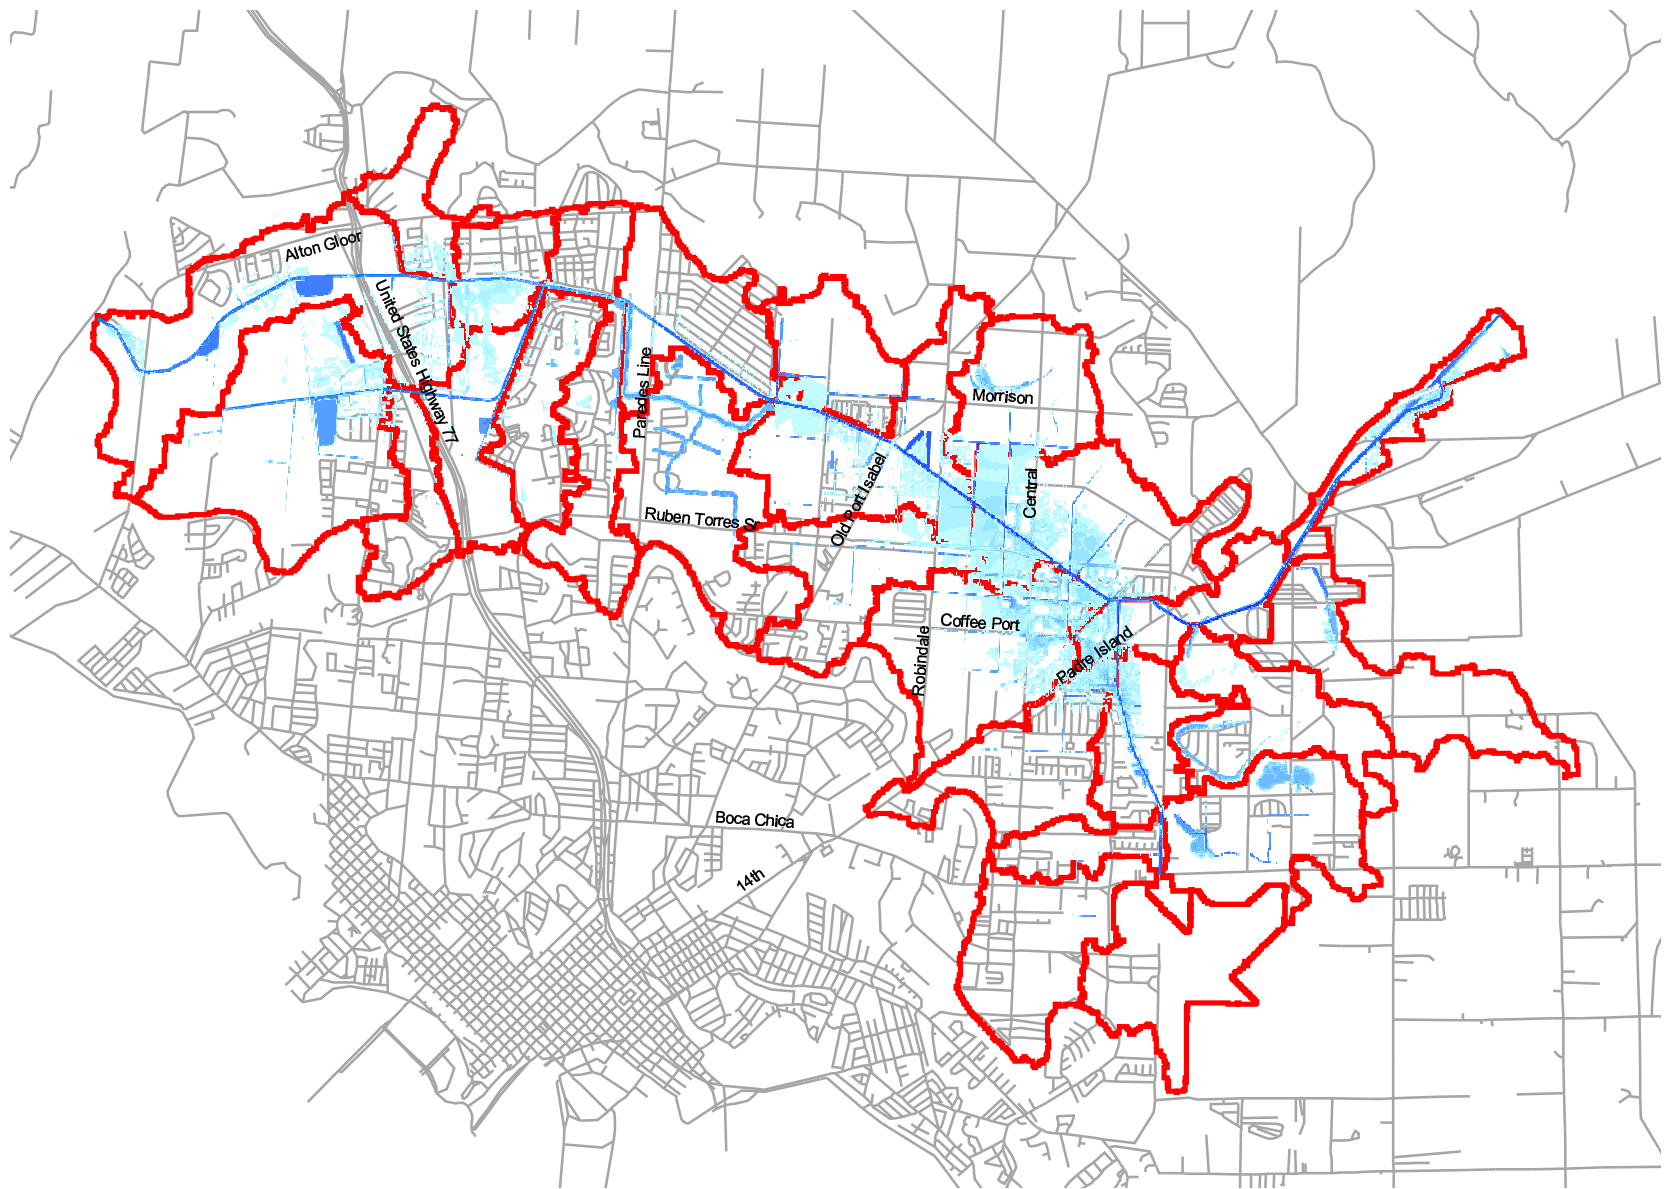 Alton Gloor
United States Highway 77
Paredes Line
Morrison
Old Port Isabel
Central
Ruben Torres Sr
Coffee Port
Robindale
Padre Island
Boca Chica
14th